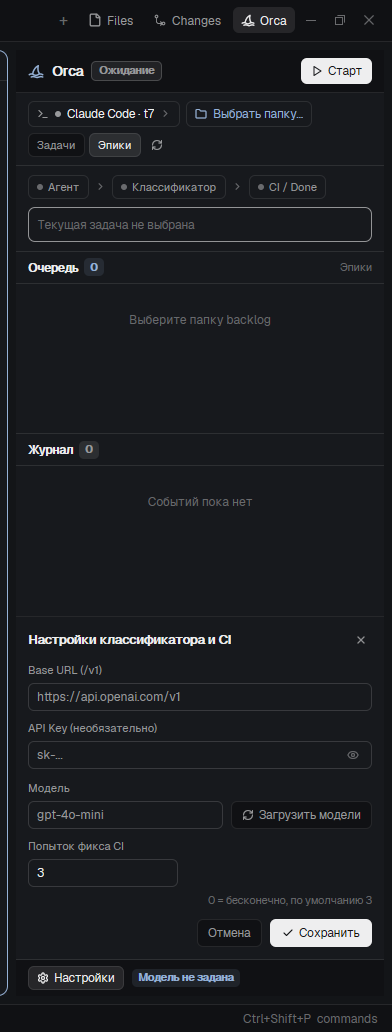 + Files Changes Orca
Orca Ожидание Старт
Claude Code · t7 Выбрать папку...
Задачи Эпики
Агент Классификатор CI / Done
Текущая задача не выбрана
Очередь 0 Эпики
Выберите папку backlog
Журнал 0
Событий пока нет
Настройки классификатора и CI
Base URL (/v1)
https://api.openai.com/v1
API Key (необязательно)
sk-...
Модель
gpt-4o-mini Загрузить модели
Попыток фикса CI
3
0 = бесконечно, по умолчанию 3
Отмена Сохранить
Настройки Модель не задана
Ctrl+Shift+P commands